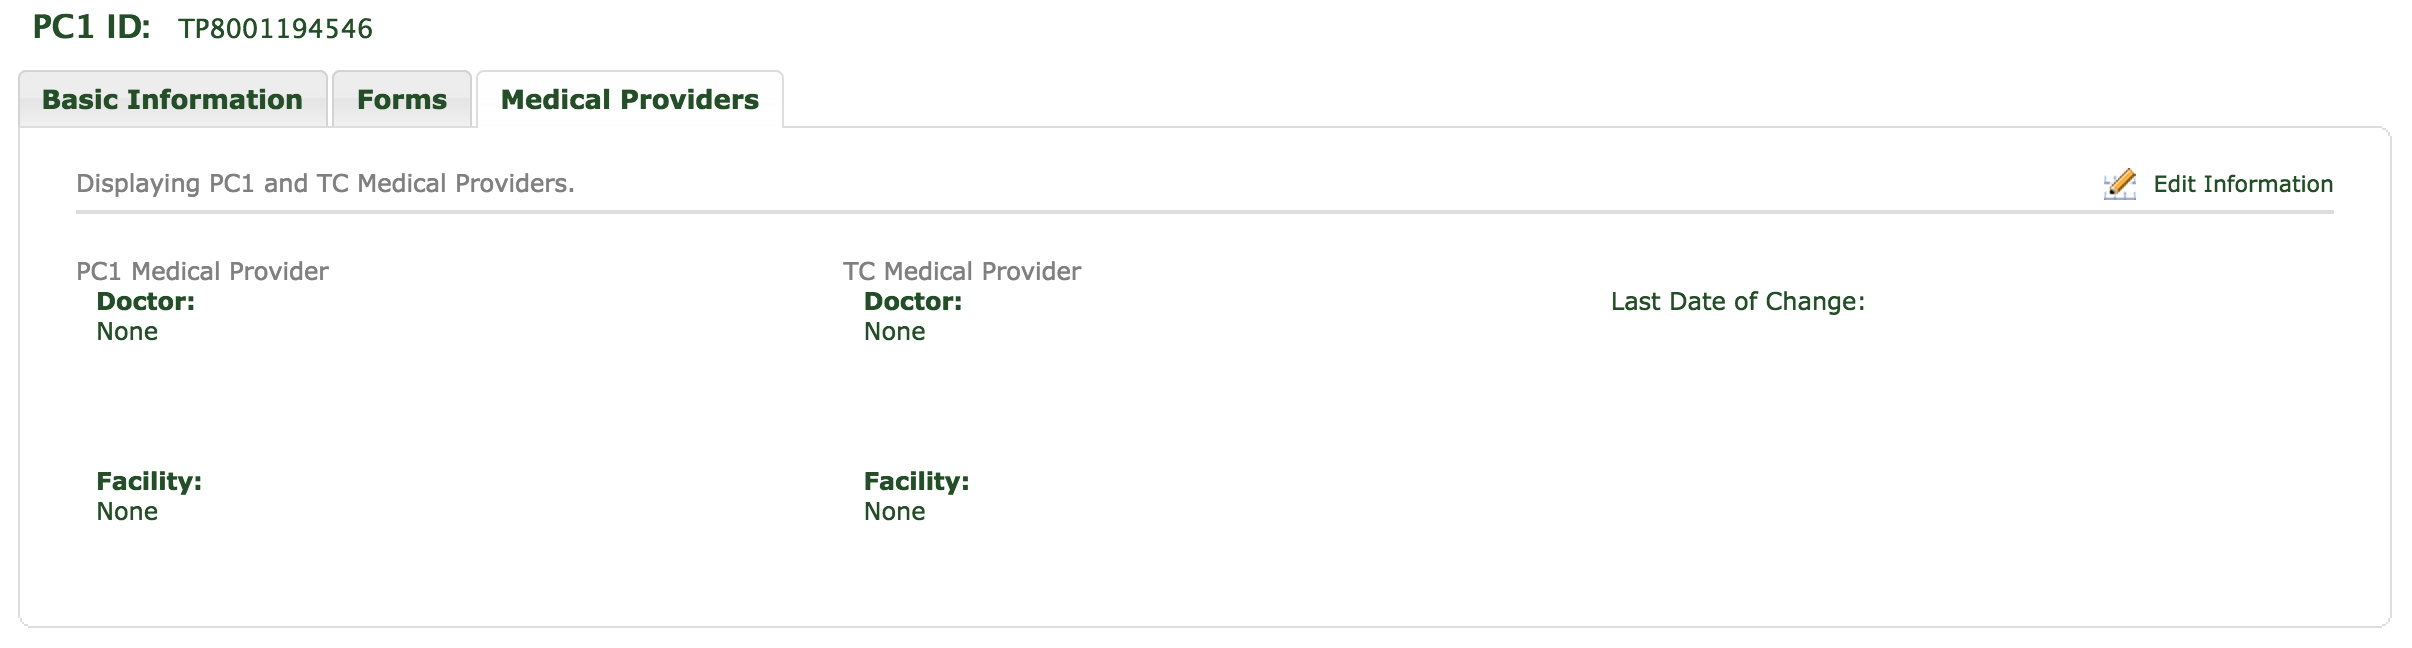 PC1 ID: TP8001194546
Basic Information
Forms
Medical Providers
Displaying PC1 and TC Medical Providers.
Edit Information
PC1 Medical Provider
Doctor:
None
Facility:
None
TC Medical Provider
Doctor:
None
Facility:
None
Last Date of Change: